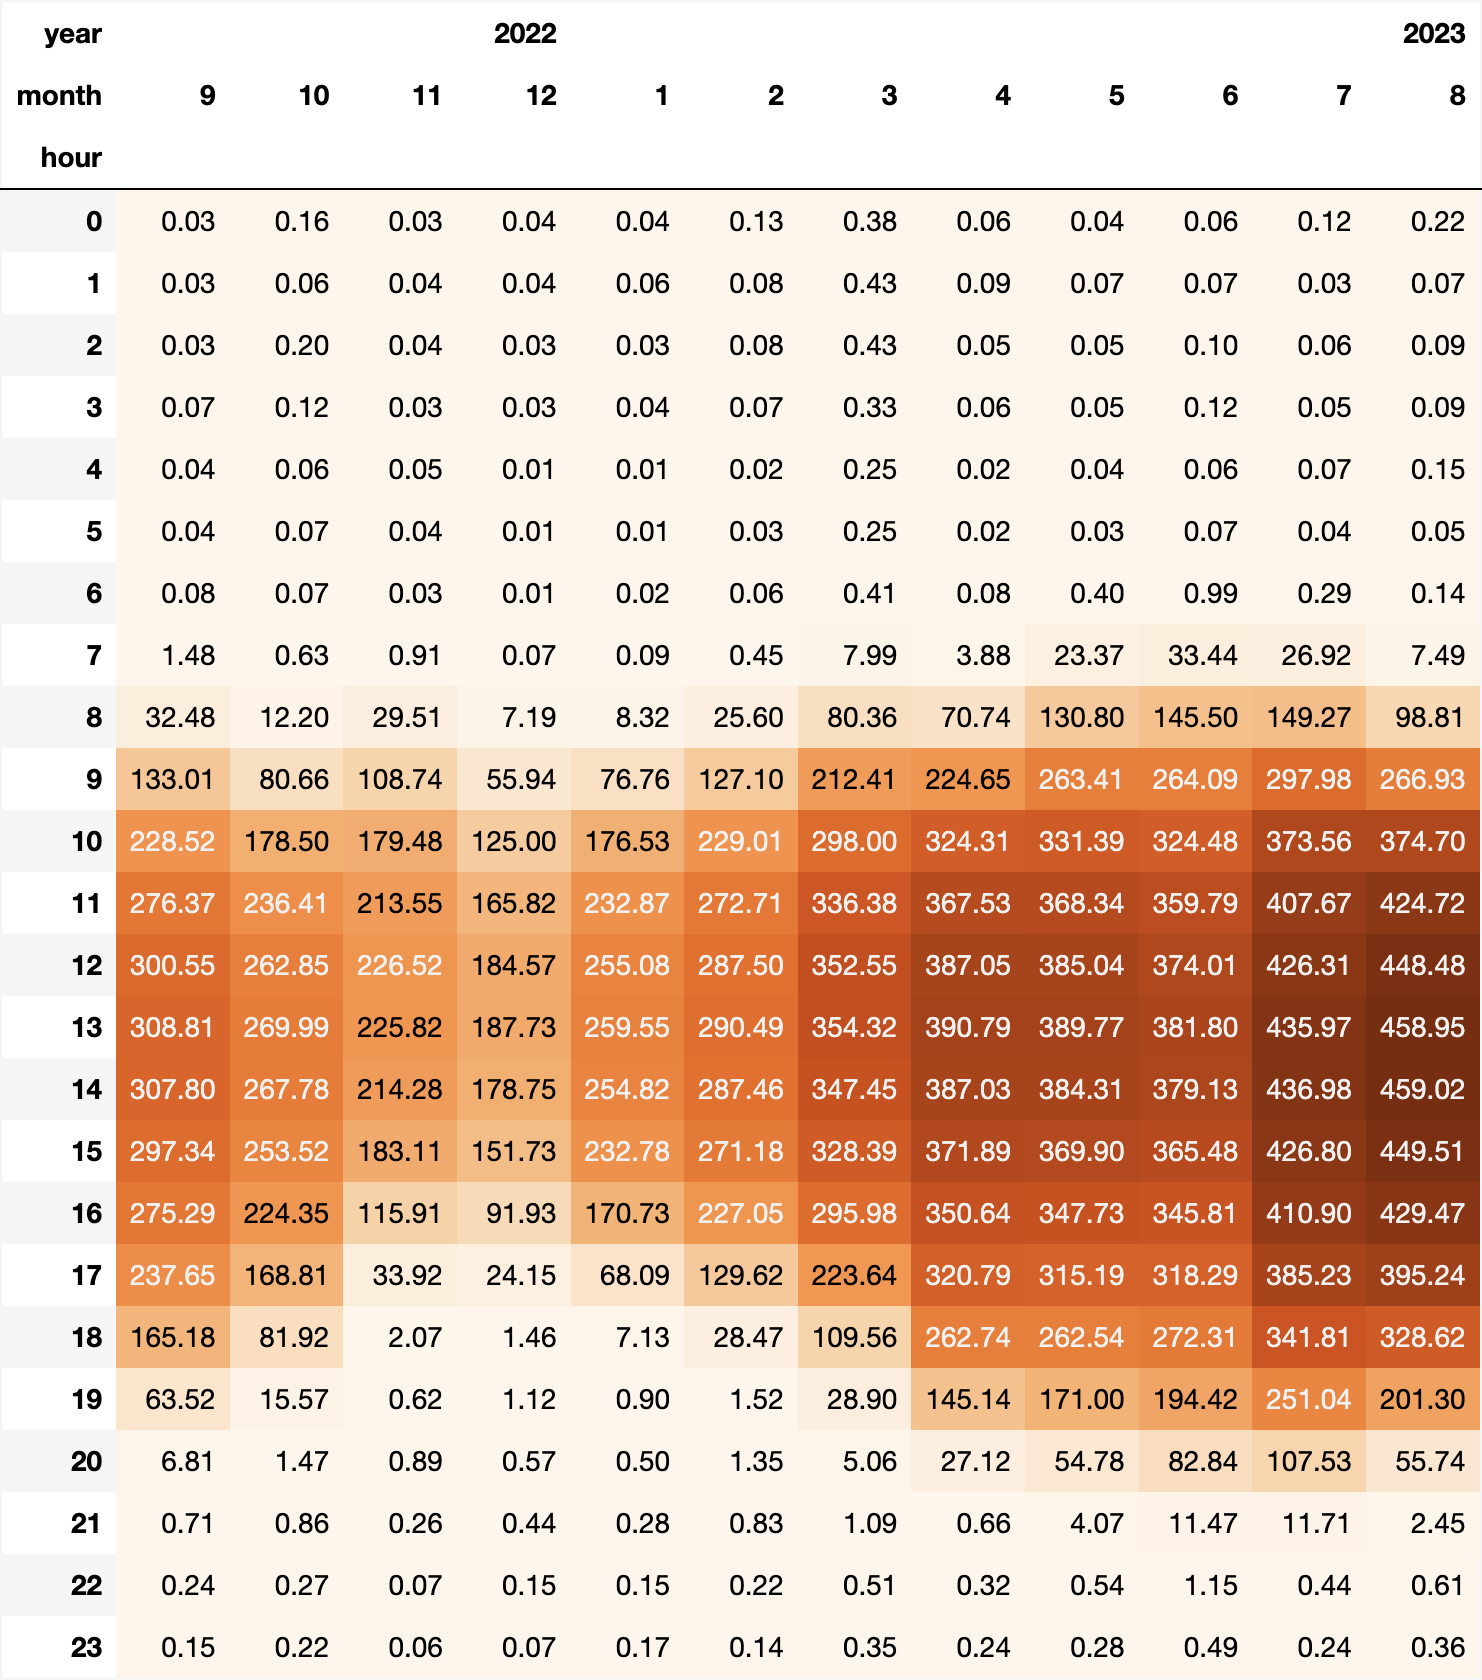 year 2022 2023
month 9 10 11 12 1 2 3 4 5 6 7 8
hour
0 0.03 0.16 0.03 0.04 0.04 0.13 0.38 0.06 0.04 0.06 0.12 0.22
1 0.03 0.06 0.04 0.04 0.06 0.08 0.43 0.09 0.07 0.07 0.03 0.07
2 0.03 0.20 0.04 0.03 0.03 0.08 0.43 0.05 0.05 0.10 0.06 0.09
3 0.07 0.12 0.03 0.03 0.04 0.07 0.33 0.06 0.05 0.12 0.05 0.09
4 0.04 0.06 0.05 0.01 0.01 0.02 0.25 0.02 0.04 0.06 0.07 0.15
5 0.04 0.07 0.04 0.01 0.01 0.03 0.25 0.02 0.03 0.07 0.04 0.05
6 0.08 0.07 0.03 0.01 0.02 0.06 0.41 0.08 0.40 0.99 0.29 0.14
7 1.48 0.63 0.91 0.07 0.09 0.45 7.99 3.88 23.37 33.44 26.92 7.49
8 32.48 12.20 29.51 7.19 8.32 25.60 80.36 70.74 130.80 145.50 149.27 98.81
9 133.01 80.66 108.74 55.94 76.76 127.10 212.41 224.65 263.41 264.09 297.98 266.93
10 228.52 178.50 179.48 125.00 176.53 229.01 298.00 324.31 331.39 324.48 373.56 374.70
11 276.37 236.41 213.55 165.82 232.87 272.71 336.38 367.53 368.34 359.79 407.67 424.72
12 300.55 262.85 226.52 184.57 255.08 287.50 352.55 387.05 385.04 374.01 426.31 448.48
13 308.81 269.99 225.82 187.73 259.55 290.49 354.32 390.79 389.77 381.80 435.97 458.95
14 307.80 267.78 214.28 178.75 254.82 287.46 347.45 387.03 384.31 379.13 436.98 459.02
15 297.34 253.52 183.11 151.73 232.78 271.18 328.39 371.89 369.90 365.48 426.80 449.51
16 275.29 224.35 115.91 91.93 170.73 227.05 295.98 350.64 347.73 345.81 410.90 429.47
17 237.65 168.81 33.92 24.15 68.09 129.62 223.64 320.79 315.19 318.29 385.23 395.24
18 165.18 81.92 2.07 1.46 7.13 28.47 109.56 262.74 262.54 272.31 341.81 328.62
19 63.52 15.57 0.62 1.12 0.90 1.52 28.90 145.14 171.00 194.42 251.04 201.30
20 6.81 1.47 0.89 0.57 0.50 1.35 5.06 27.12 54.78 82.84 107.53 55.74
21 0.71 0.86 0.26 0.44 0.28 0.83 1.09 0.66 4.07 11.47 11.71 2.45
22 0.24 0.27 0.07 0.15 0.15 0.22 0.51 0.32 0.54 1.15 0.44 0.61
23 0.15 0.22 0.06 0.07 0.17 0.14 0.35 0.24 0.28 0.49 0.24 0.36